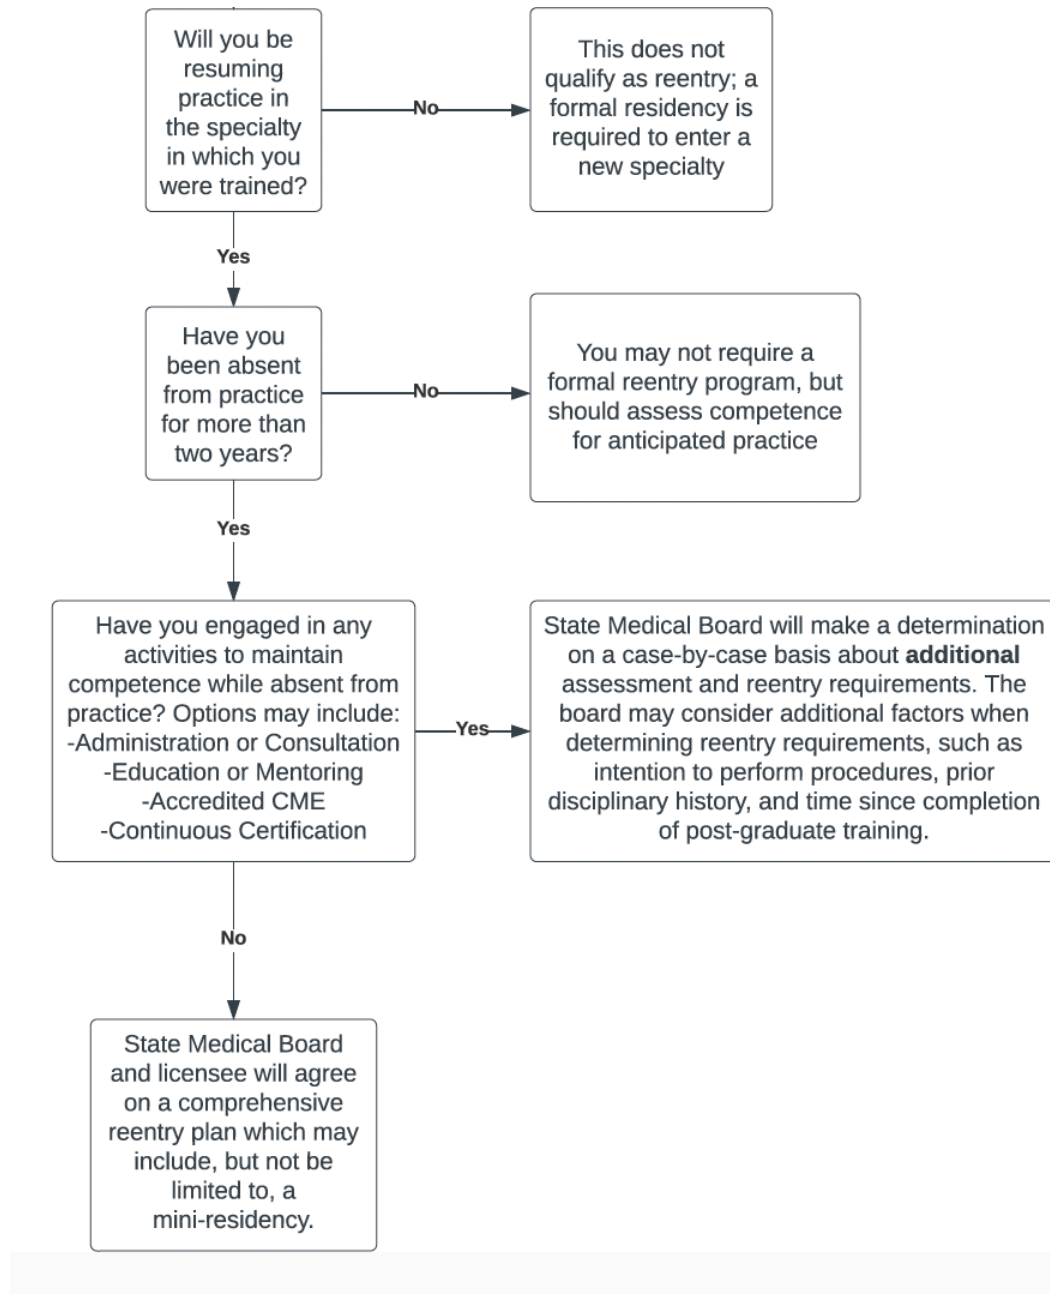 Will you be
resuming
practice in
the specialty
in which you
were trained?
No
This does not
qualify as reentry; a
formal residency is
required to enter a
new specialty
Yes
Have you
been absent
from practice
for more than
two years?
No
You may not require a
formal reentry program, but
should assess competence
for anticipated practice
Yes
Have you engaged in any
activities to maintain
competence while absent from
practice? Options may include:
-Administration or Consultation
-Education or Mentoring
-Accredited CME
-Continuous Certification
Yes
State Medical Board will make a determination
on a case-by-case basis about additional
assessment and reentry requirements. The
board may consider additional factors when
determining reentry requirements, such as
intention to perform procedures, prior
disciplinary history, and time since completion
of post-graduate training.
No
State Medical Board
and licensee will agree
on a comprehensive
reentry plan which may
include, but not be
limited to, a
mini-residency.